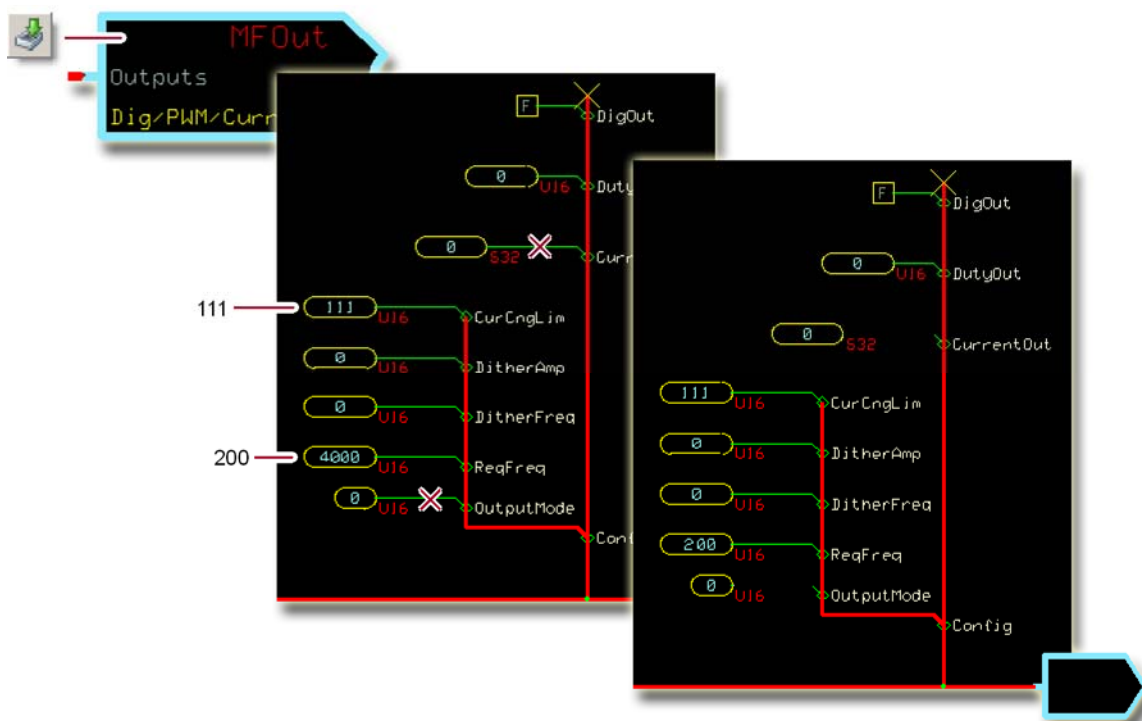 MFOut
Outputs
Dig/PWM/Curr
F
DigOut
0
U16
Duty
0
S32
Curr
111
111
U16
CurCngLim
0
U16
DitherAmp
0
U16
DitherFreq
200
4000
U16
ReqFreq
0
U16
OutputMode
Conf
F
DigOut
0
U16
DutyOut
0
S32
CurrentOut
111
U16
CurCngLim
0
U16
DitherAmp
0
U16
DitherFreq
200
U16
ReqFreq
0
U16
OutputMode
Config